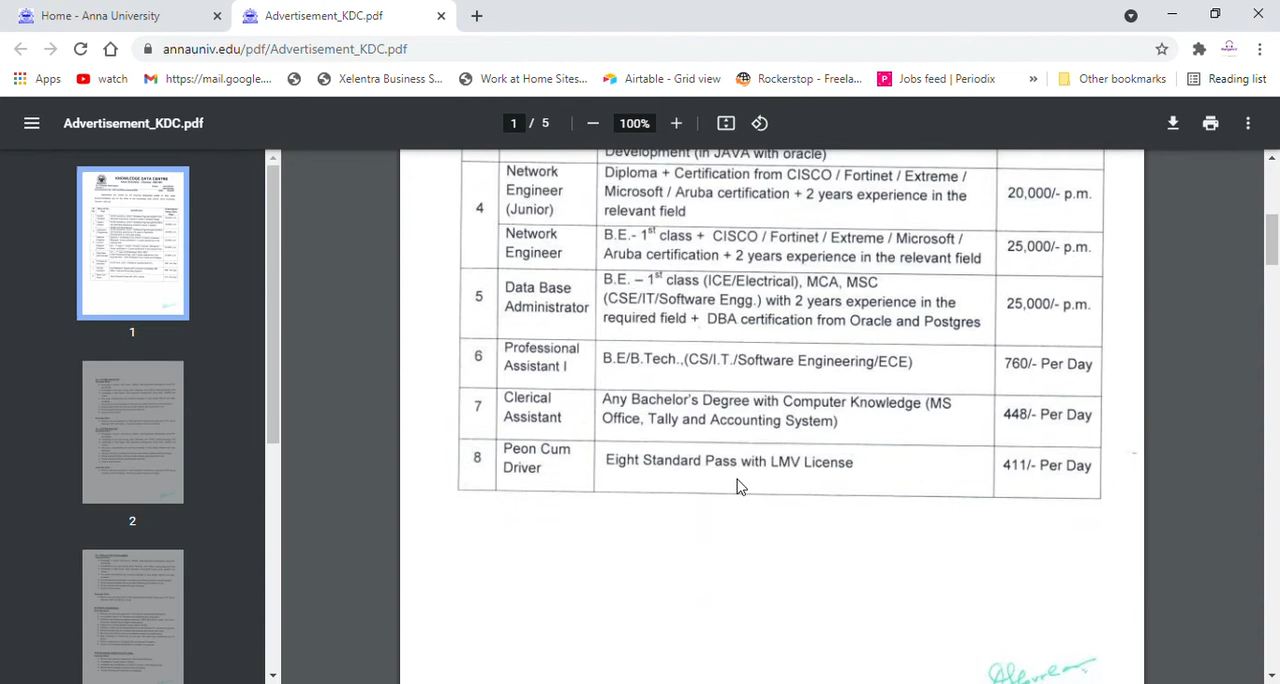 Home - Anna University
Advertisement_KDC.pdf
annauniv.edu/pdf/Advertisement_KDC.pdf
Apps
watch
https://mail.google....
Xelentra Business S...
Work at Home Sites...
Airtable - Grid view
Rockerstop - Freela...
P Jobs feed | Periodix
»
Other bookmarks
Reading list
Advertisement_KDC.pdf
1 / 5
100%
KNOWLEDGE DATA CENTRE
1
2
Development (in JAVA with oracle)
4
Network
Engineer
(Junior)
Diploma + Certification from CISCO / Fortinet / Extreme /
Microsoft / Aruba certification + 2 years experience in the
relevant field
20,000/- p.m.
Network
Engineer
B.E.- 1st class + CISCO / Fortinet / Extreme / Microsoft /
Aruba certification + 2 years experience in the relevant field
25,000/- p.m.
5
Data Base
Administrator
B.E. – 1st class (ICE/Electrical), MCA, MSC
(CSE/IT/Software Engg.) with 2 years experience in the
required field + DBA certification from Oracle and Postgres
25,000/- p.m.
6
Professional
Assistant I
B.E/B.Tech.,(CS/I.T./Software Engineering/ECE)
760/- Per Day
7
Clerical
Assistant
Any Bachelor's Degree with Computer Knowledge (MS
Office, Tally and Accounting System)
448/- Per Day
8
Peon Cum
Driver
Eight Standard Pass with LMV License
411/- Per Day